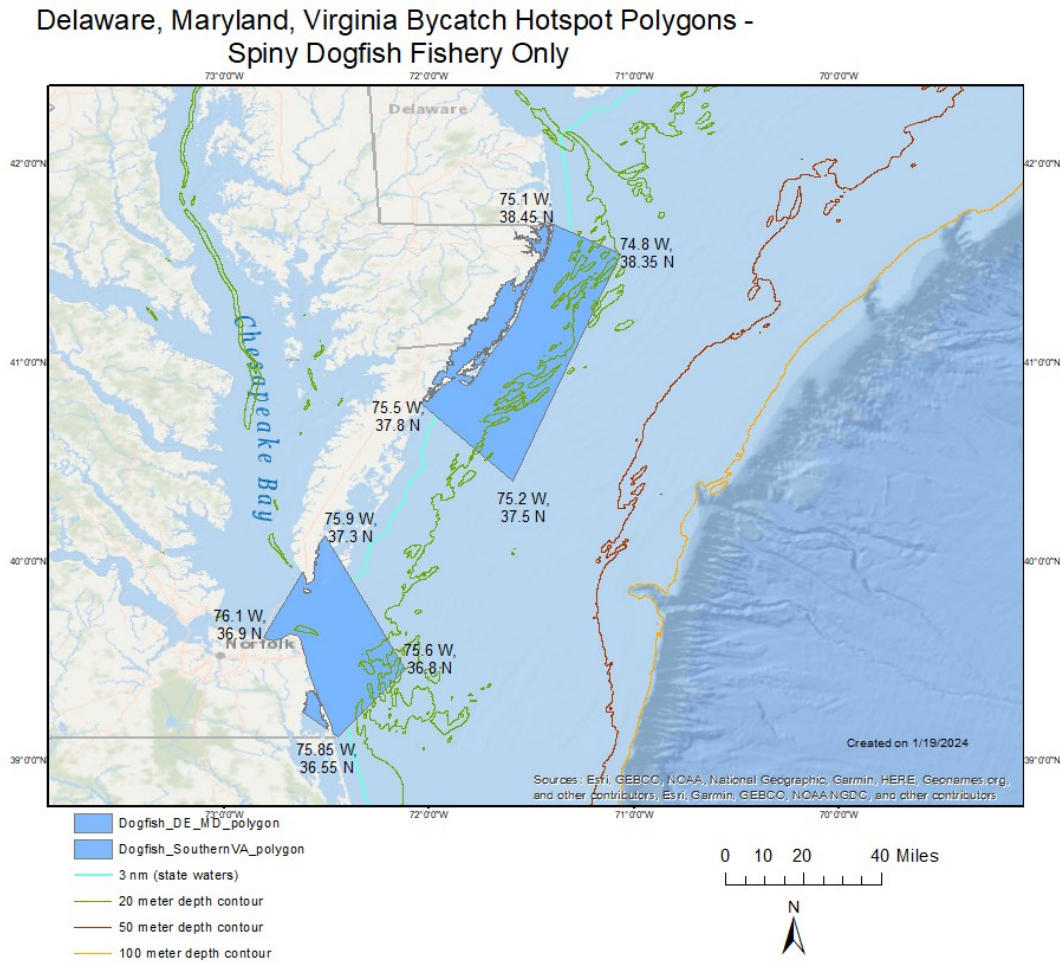 Delaware, Maryland, Virginia Bycatch Hotspot Polygons -
Spiny Dogfish Fishery Only
73°0'0"W
72°0'0"W
71°0'0"W
70°0'0"W
Delaware
42°0'0"N
42°0'0"N
75.1 W,
38.45 N
74.8 W,
38.35 N
41°0'0"N
41°0'0"N
Chesapeake Bay
75.5 W,
37.8 N
75.2 W,
37.5 N
75.9 W,
37.3 N
40°0'0"N
40°0'0"N
76.1 W,
36.9 N
Norfolk
75.6 W,
36.8 N
75.85 W,
36.55 N
Created on 1/19/2024
39°0'0"N
39°0'0"N
Sources: Esri, GEBCO, NOAA, National Geographic, Garmin, HERE, Geonames.org,
and other contributors, Esri, Garmin, GEBCO, NOAA NGDC, and other contributors
73°0'0"W
72°0'0"W
71°0'0"W
70°0'0"W
Dogfish_DE_MD_polygon
Dogfish_SouthernVA_polygon
3 nm (state waters)
20 meter depth contour
50 meter depth contour
100 meter depth contour
0 10 20 40 Miles
N